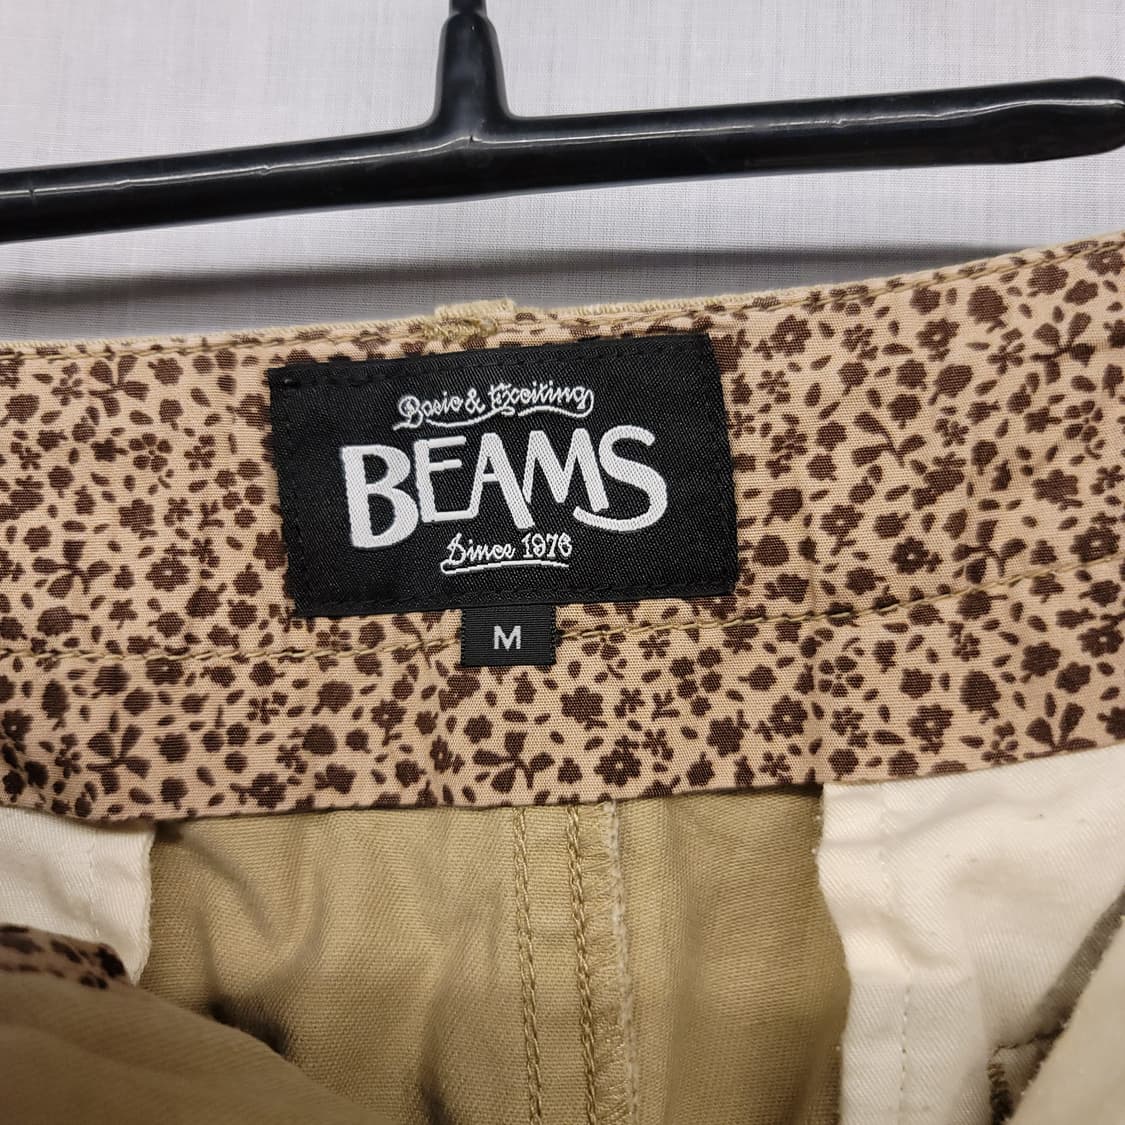 Basic & Exciting
BEAMS
Since 1976
M